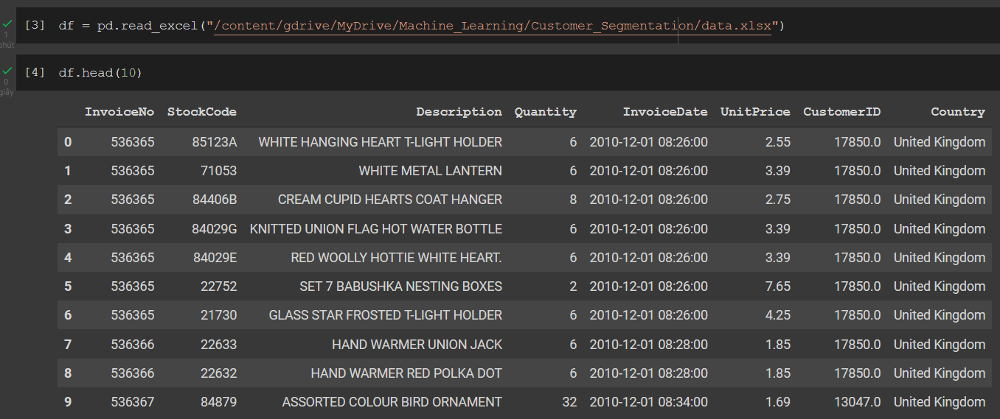 [3] df = pd.read_excel("/content/gdrive/MyDrive/Machine_Learning/Customer_Segmentation/data.xlsx")
1
phút
[4] df.head(10)
0
giây
InvoiceNo StockCode Description Quantity InvoiceDate UnitPrice CustomerID Country
0 536365 85123A WHITE HANGING HEART T-LIGHT HOLDER 6 2010-12-01 08:26:00 2.55 17850.0 United Kingdom
1 536365 71053 WHITE METAL LANTERN 6 2010-12-01 08:26:00 3.39 17850.0 United Kingdom
2 536365 84406B CREAM CUPID HEARTS COAT HANGER 8 2010-12-01 08:26:00 2.75 17850.0 United Kingdom
3 536365 84029G KNITTED UNION FLAG HOT WATER BOTTLE 6 2010-12-01 08:26:00 3.39 17850.0 United Kingdom
4 536365 84029E RED WOOLLY HOTTIE WHITE HEART. 6 2010-12-01 08:26:00 3.39 17850.0 United Kingdom
5 536365 22752 SET 7 BABUSHKA NESTING BOXES 2 2010-12-01 08:26:00 7.65 17850.0 United Kingdom
6 536365 21730 GLASS STAR FROSTED T-LIGHT HOLDER 6 2010-12-01 08:26:00 4.25 17850.0 United Kingdom
7 536366 22633 HAND WARMER UNION JACK 6 2010-12-01 08:28:00 1.85 17850.0 United Kingdom
8 536366 22632 HAND WARMER RED POLKA DOT 6 2010-12-01 08:28:00 1.85 17850.0 United Kingdom
9 536367 84879 ASSORTED COLOUR BIRD ORNAMENT 32 2010-12-01 08:34:00 1.69 13047.0 United Kingdom